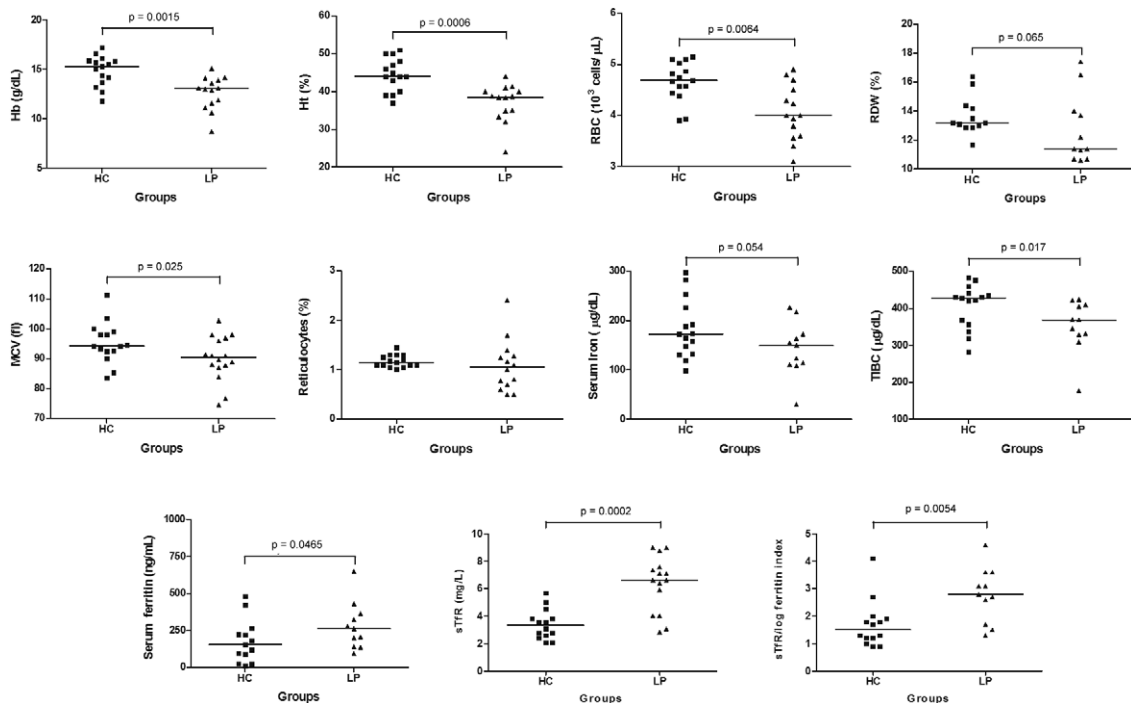 p = 0.0015
Hb (g/dL)
20
15
10
5
HC
LP
Groups
p = 0.0006
Ht (%)
60
50
40
30
20
HC
LP
Groups
p = 0.0064
RBC (10³ cells/ µL)
6
5
4
3
HC
LP
Groups
p = 0.065
RDW (%)
20
18
16
14
12
10
HC
LP
Groups
p = 0.025
MCV (fl)
120
110
100
90
80
70
HC
LP
Groups
Reticulocytes (%)
3
2
1
0
HC
LP
Groups
p = 0.054
Serum Iron ( µg/dL)
300
200
100
0
HC
LP
Groups
p = 0.017
TIBC (µg/dL)
500
400
300
200
100
HC
LP
Groups
p = 0.0465
Serum ferritin (ng/mL)
1000
750
500
250
0
HC
LP
Groups
p = 0.0002
sTfR (mg/L)
10
8
6
4
2
0
HC
LP
Groups
p = 0.0054
sTfR/log ferritin index
5
4
3
2
1
0
HC
LP
Groups